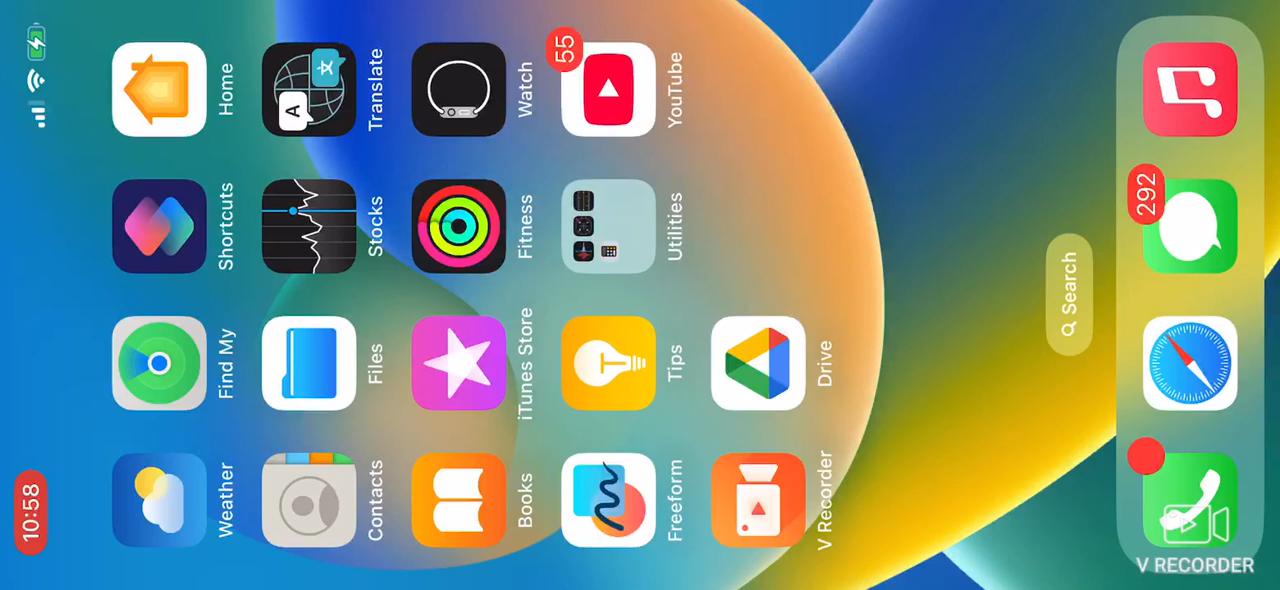 10:58
Weather
Find My
Shortcuts
Home
Contacts
Files
Stocks
A
文
Translate
Books
iTunes Store
Fitness
Watch
Freeform
Tips
Utilities
55
YouTube
V Recorder
Drive
Search
292
V RECORDER